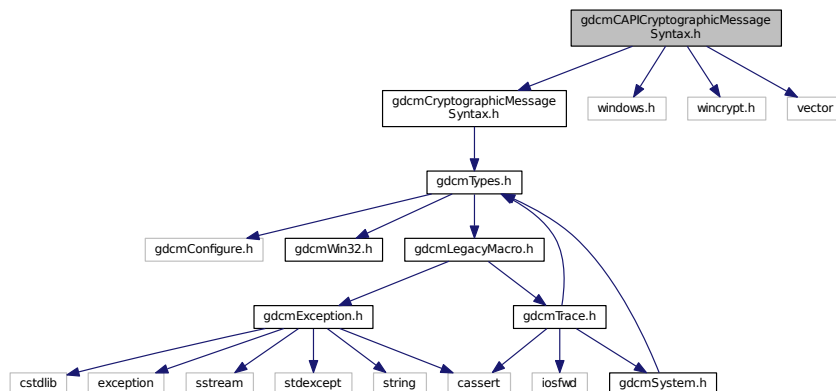 gdcmCAPICryptographicMessage
Syntax.h
gdcmCryptographicMessage
Syntax.h
windows.h
wincrypt.h
vector
gdcmTypes.h
gdcmConfigure.h
gdcmWin32.h
gdcmLegacyMacro.h
gdcmException.h
gdcmTrace.h
cstdlib
exception
sstream
stdexcept
string
cassert
iosfwd
gdcmSystem.h